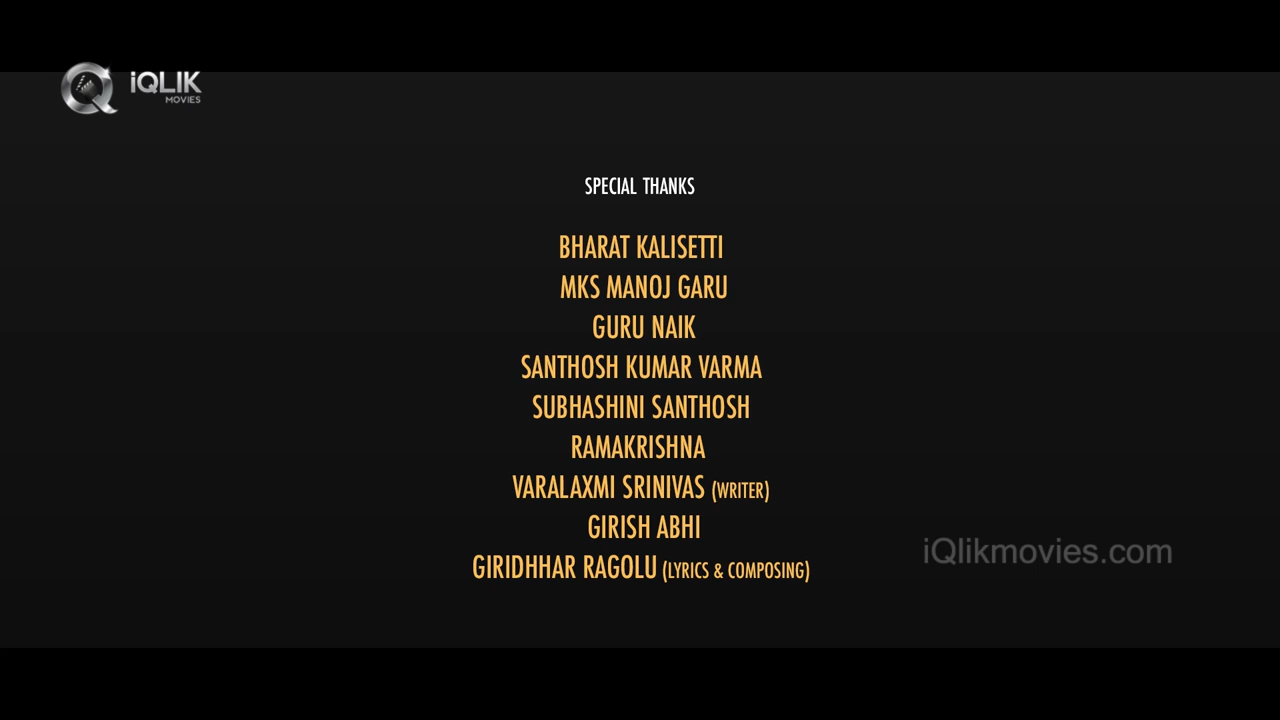 iQLIK
MOVIES
SPECIAL THANKS
BHARAT KALISETTI
MKS MANOJ GARU
GURU NAIK
SANTHOSH KUMAR VARMA
SUBHASHINI SANTHOSH
RAMAKRISHNA
VARALAXMI SRINIVAS (WRITER)
GIRISH ABHI
GIRIDHHAR RAGOLU (LYRICS & COMPOSING)
iQlikmovies.com